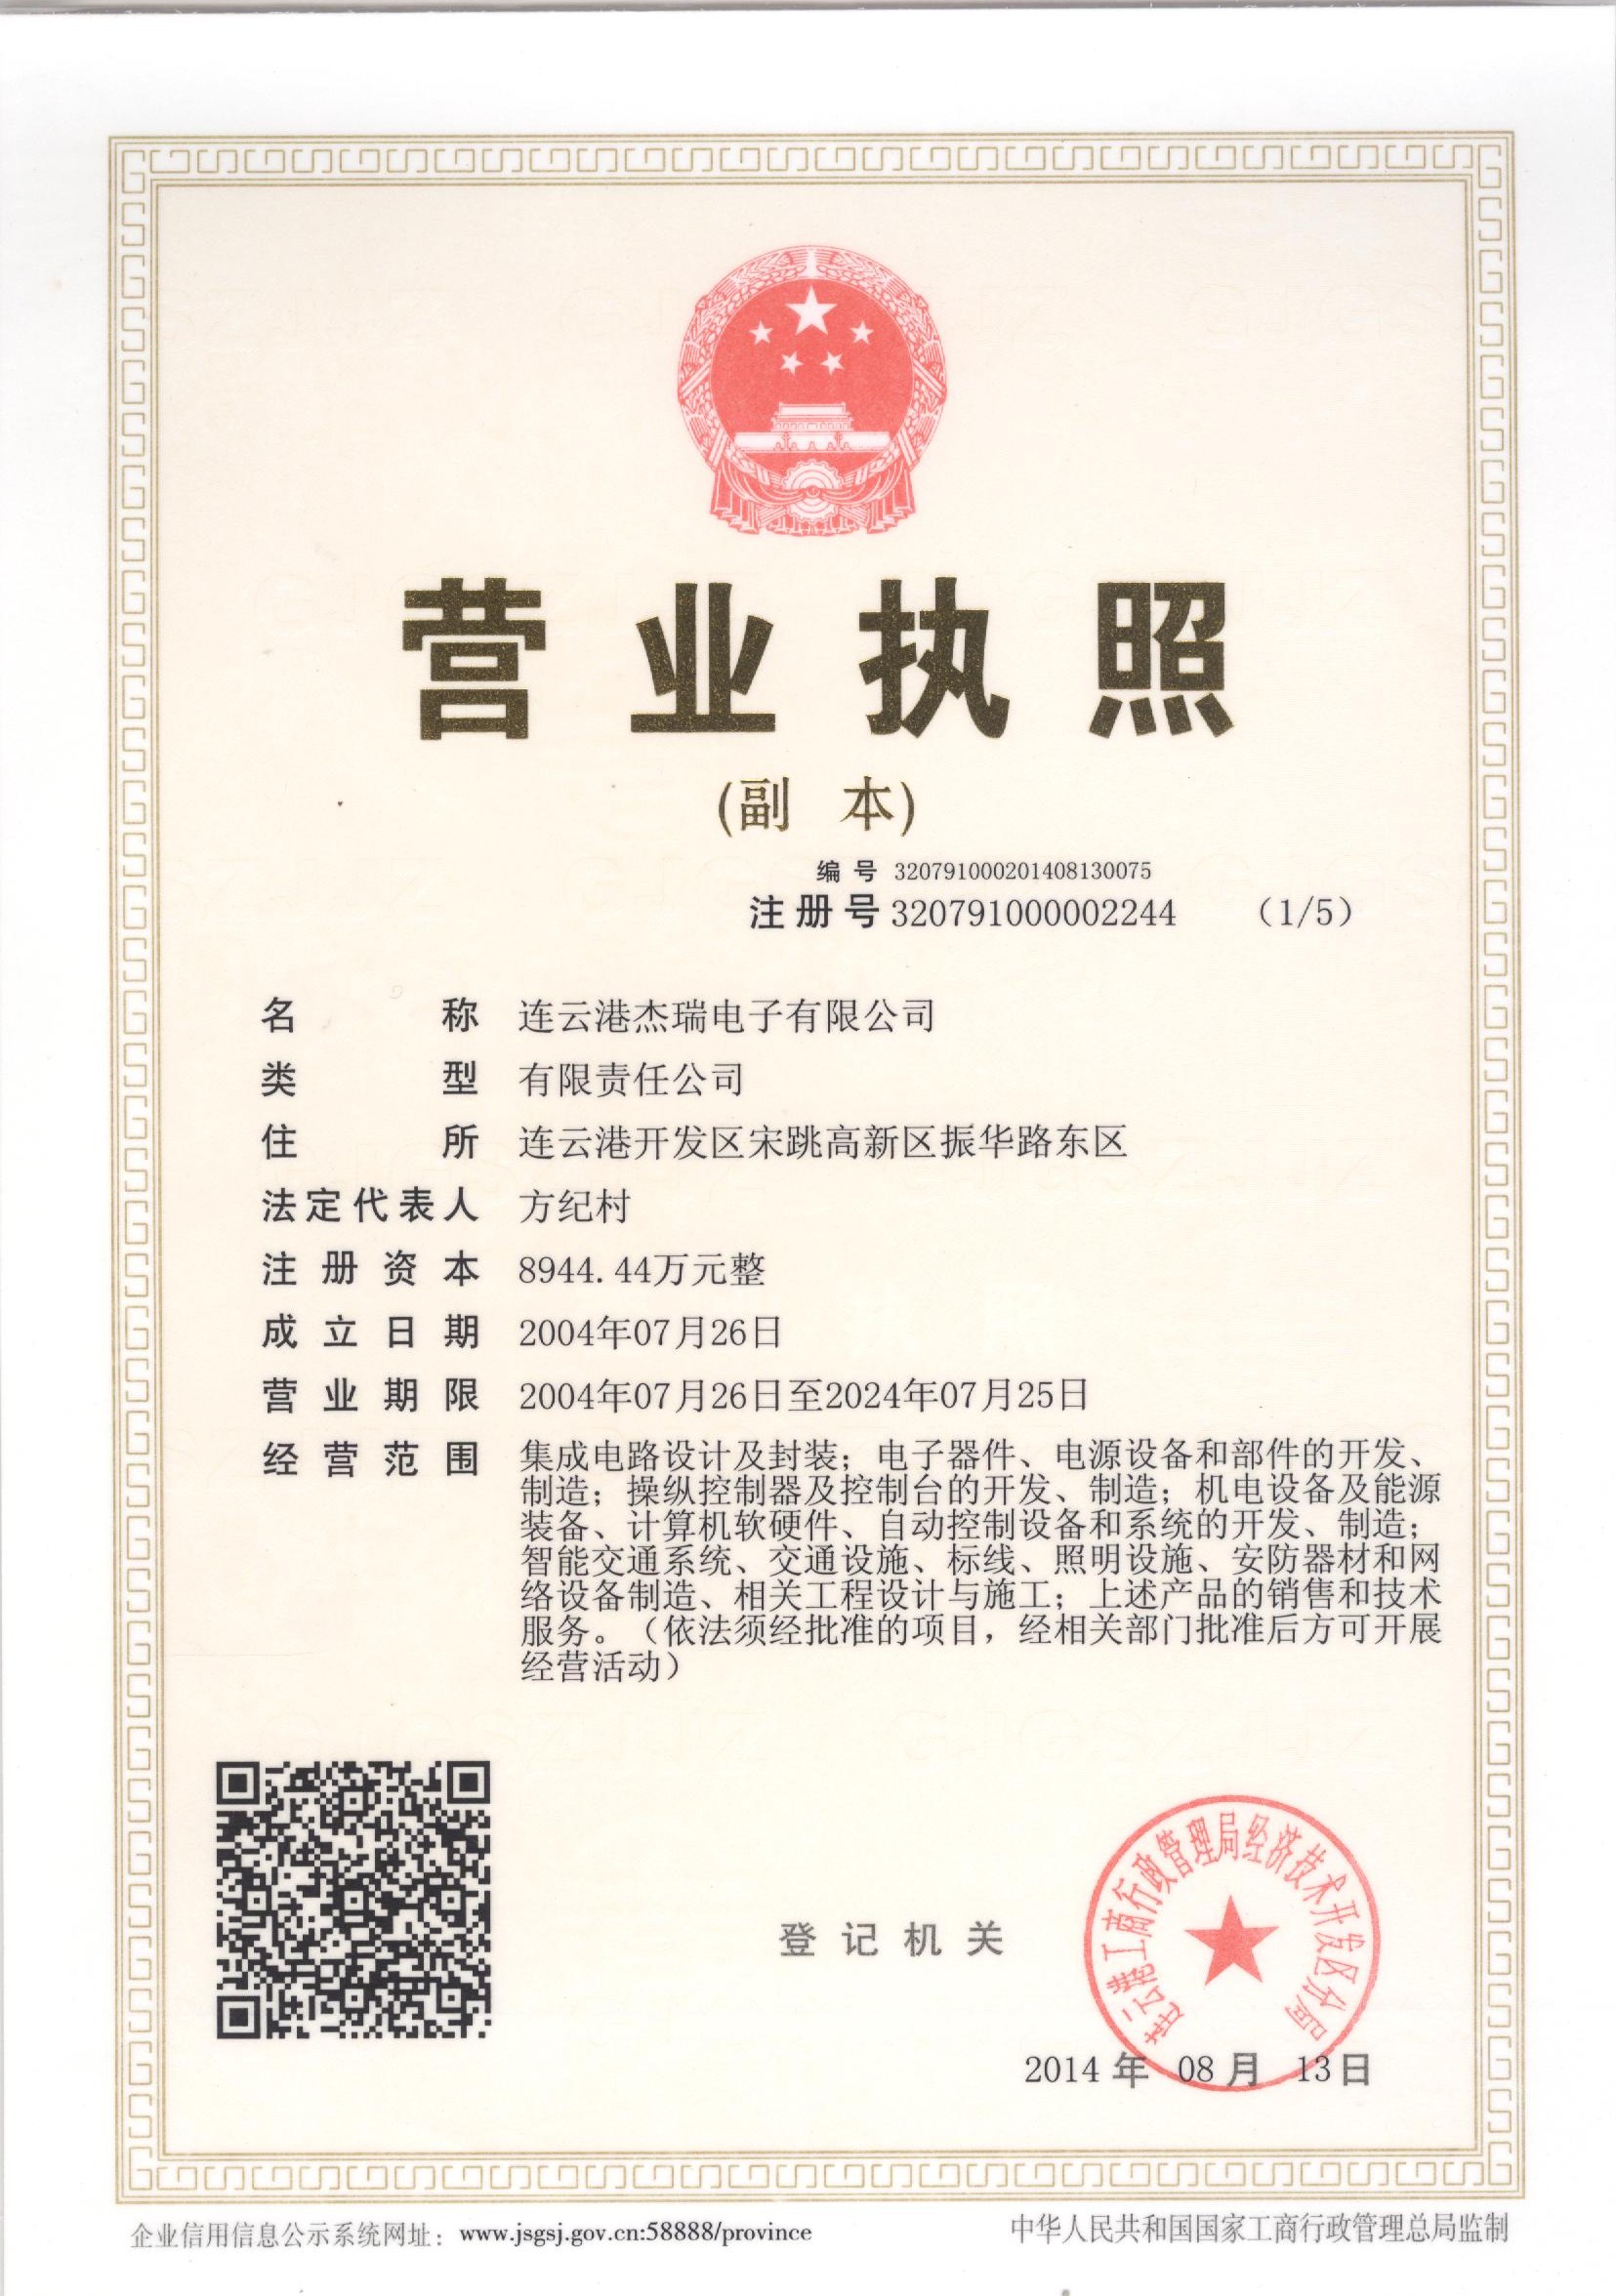 营业执照
(副 本)
编号 320791000201408130075
注册号 320791000002244 （1/5）
名称 连云港杰瑞电子有限公司
类型 有限责任公司
住所 连云港开发区宋跳高新区振华路东区
法定代表人 方纪村
注册资本 8944.44万元整
成立日期 2004年07月26日
营业期限 2004年07月26日至2024年07月25日
经营范围 集成电路设计及封装；电子器件、电源设备和部件的开发、
制造；操纵控制器及控制台的开发、制造；机电设备及能源
装备、计算机软硬件、自动控制设备和系统的开发、制造；
智能交通系统、交通设施、标线、照明设施、安防器材和网
络设备制造、相关工程设计与施工；上述产品的销售和技术
服务。（依法须经批准的项目，经相关部门批准后方可开展
经营活动）
登记机关
连云港工商行政管理局经济技术开发区分局
2014 年 08 月 13 日
企业信用信息公示系统网址：www.jsgsj.gov.cn:58888/province
中华人民共和国国家工商行政管理总局监制